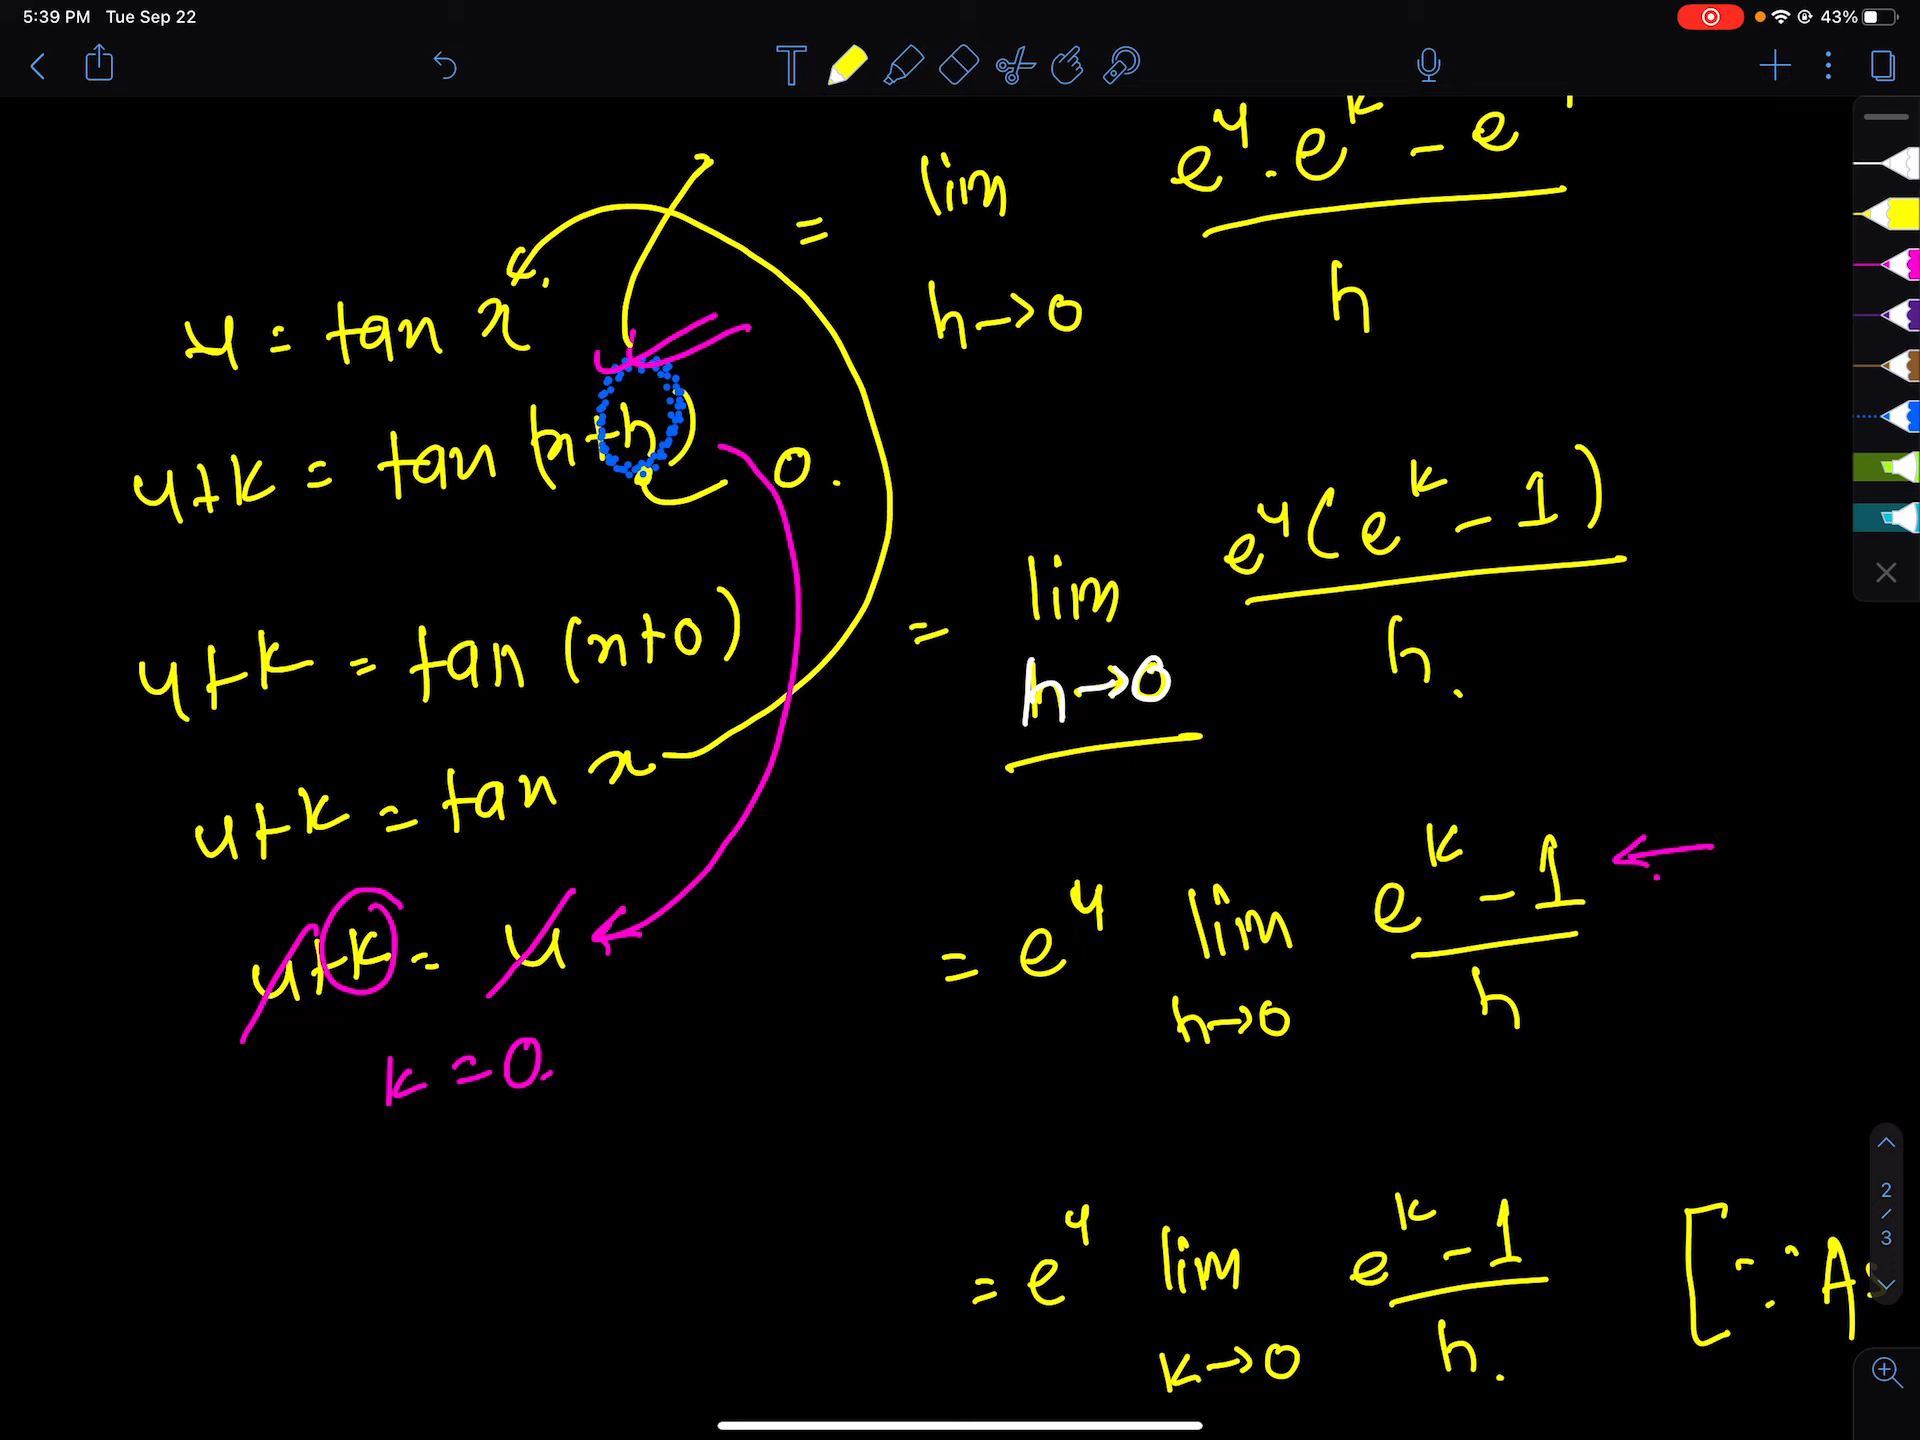 5:39 PM Tue Sep 22
43%
y = tan x
y+k = tan (x+h)
0.
y+k = tan (x+0)
y+k = tan x
y+k = y
k = 0.
= lim h→0 e^y . e^k - e / h
= lim h→0 e^y (e^k - 1) / h.
= e^y lim h→0 e^k - 1 / h
= e^y lim k→0 e^k - 1 / h. [∵ As
2
/
3